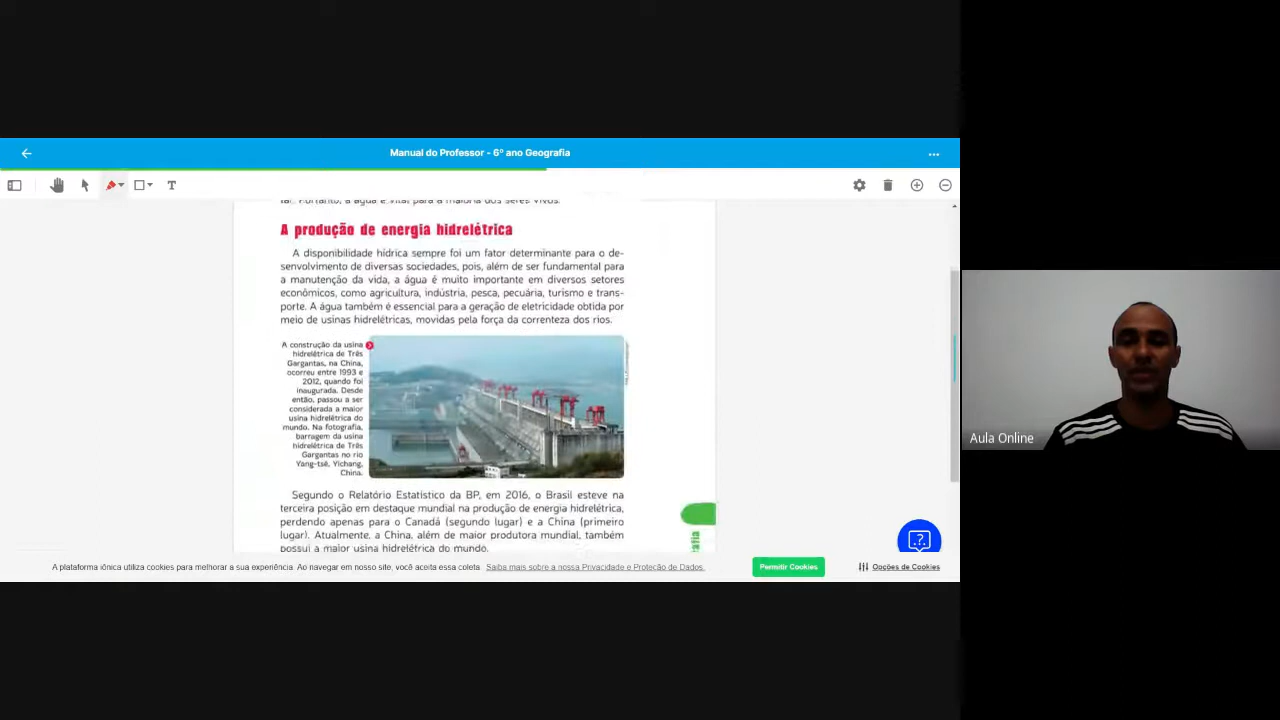 Manual do Professor - 6º ano Geografia
T
Portanto, a água é vital para a maioria dos seres vivos.
A produção de energia hidrelétrica
A disponibilidade hídrica sempre foi um fator determinante para o de-
senvolvimento de diversas sociedades, pois, além de ser fundamental para
a manutenção da vida, a água é muito importante em diversos setores
econômicos, como agricultura, indústria, pesca, pecuária, turismo e trans-
porte. A água também é essencial para a geração de eletricidade obtida por
meio de usinas hidrelétricas, movidas pela força da correnteza dos rios.
A construção da usina
hidrelétrica de Três
Gargantas, na China,
ocorreu entre 1993 e
2012, quando foi
inaugurada. Desde
então, passou a ser
considerada a maior
usina hidrelétrica do
mundo. Na fotografia,
barragem da usina
hidrelétrica de Três
Gargantas no rio
Yang-tsé, Yichang,
China.
Segundo o Relatório Estatístico da BP, em 2016, o Brasil esteve na
terceira posição em destaque mundial na produção de energia hidrelétrica,
perdendo apenas para o Canadá (segundo lugar) e a China (primeiro
lugar). Atualmente, a China, além de maior produtora mundial, também
possui a maior usina hidrelétrica do mundo.
rafia
A plataforma iônica utiliza cookies para melhorar a sua experiência Ao navegar em nosso site, você aceita essa coleta Saiba mais sobre a nossa Privacidade e Proteção de Dados.
Permitir Cookies
Opções de Cookies
Aula Online